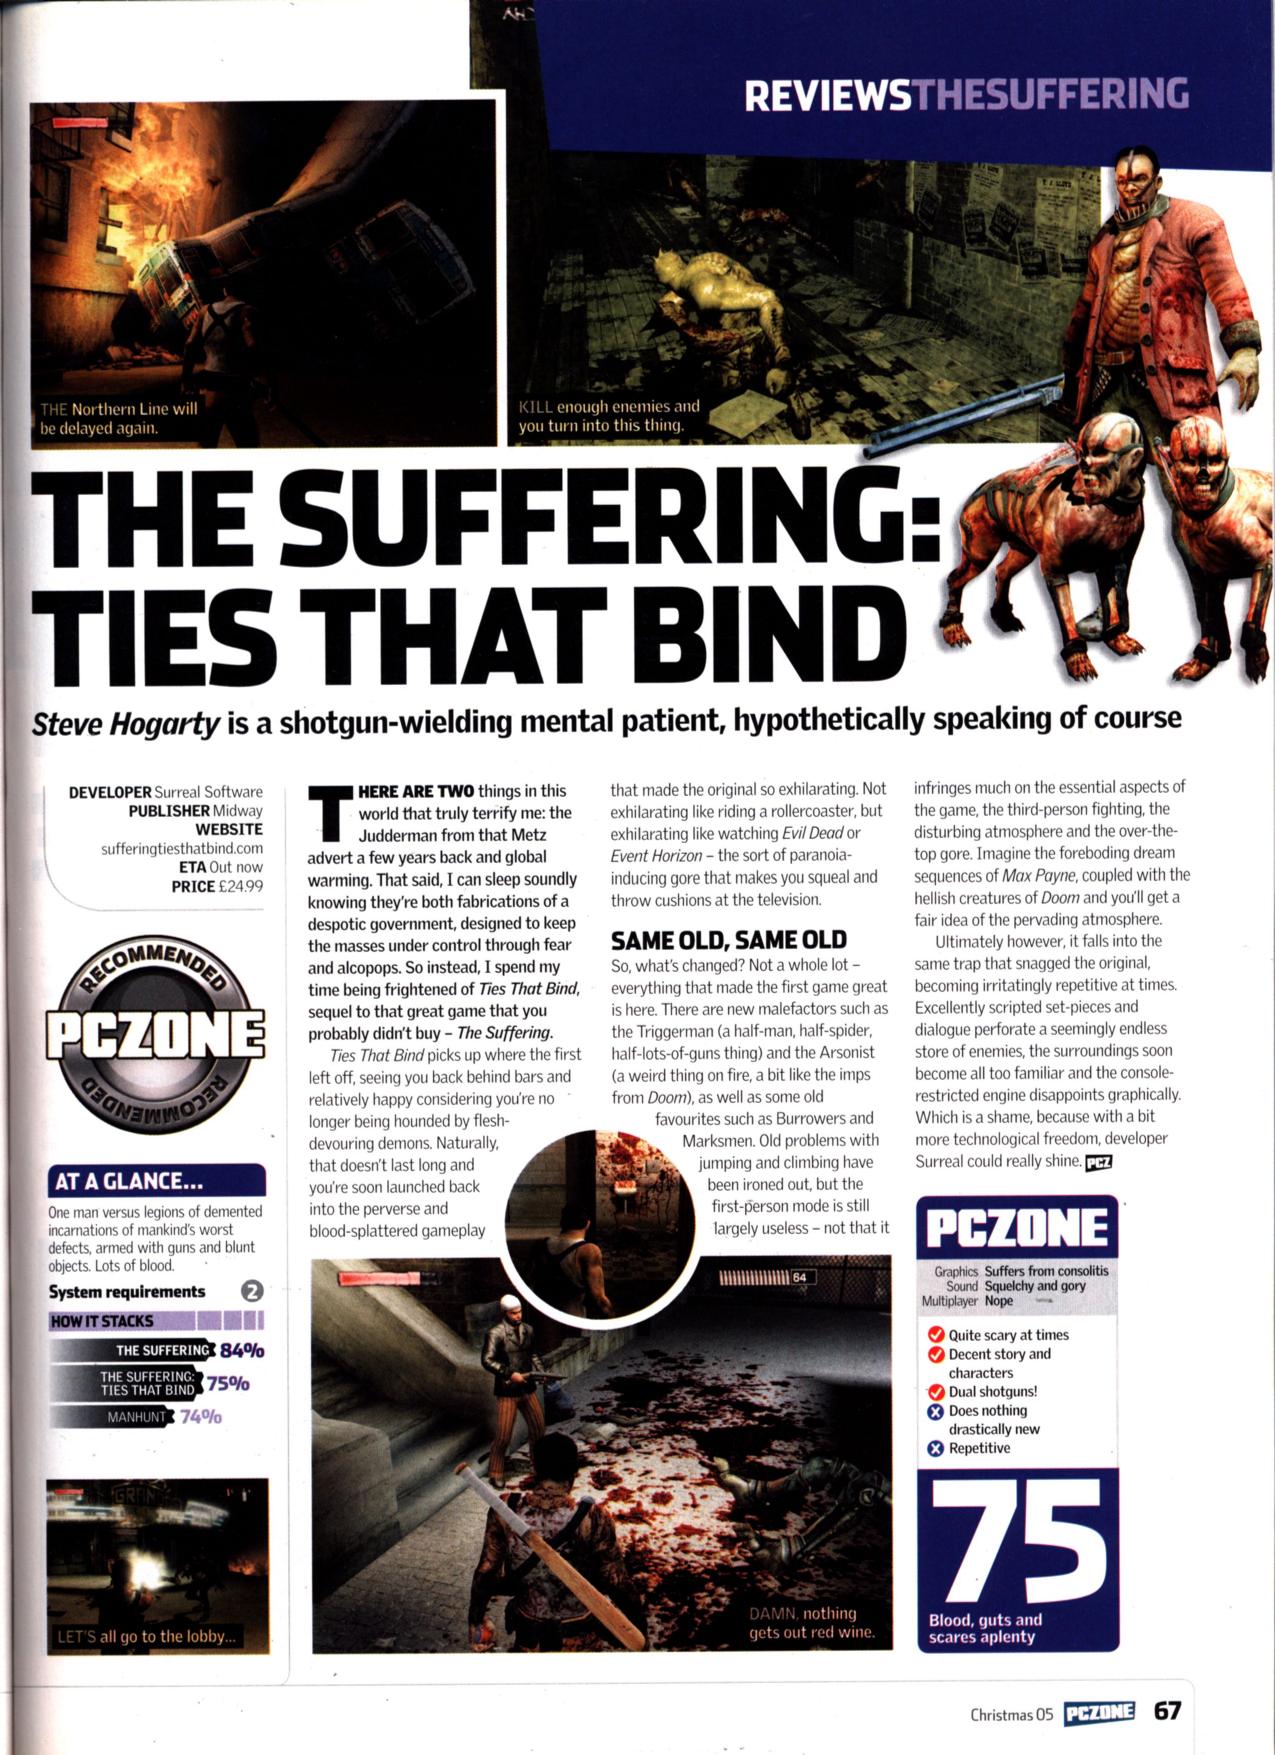 REVIEWSTHESUFFERING
THE Northern Line will
be delayed again.
KILL enough enemies and
you turn into this thing.
THE SUFFERING:
TIES THAT BIND
Steve Hogarty is a shotgun-wielding mental patient, hypothetically speaking of course
DEVELOPER Surreal Software
PUBLISHER Midway
WEBSITE
sufferingtiesthatbind.com
ETA Out now
PRICE £24.99
RECOMMENDED
PCZONE
RECOMMENDED
AT A GLANCE...
One man versus legions of demented
incarnations of mankind's worst
defects, armed with guns and blunt
objects. Lots of blood.
System requirements 2
HOW IT STACKS
THE SUFFERING 84%
THE SUFFERING:
TIES THAT BIND 75%
MANHUNT 74%
LET'S all go to the lobby...
THERE ARE TWO things in this
world that truly terrify me: the
Judderman from that Metz
advert a few years back and global
warming. That said, I can sleep soundly
knowing they're both fabrications of a
despotic government, designed to keep
the masses under control through fear
and alcopops. So instead, I spend my
time being frightened of Ties That Bind,
sequel to that great game that you
probably didn't buy – The Suffering.
Ties That Bind picks up where the first
left off, seeing you back behind bars and
relatively happy considering you're no
longer being hounded by flesh-
devouring demons. Naturally,
that doesn't last long and
you're soon launched back
into the perverse and
blood-splattered gameplay
that made the original so exhilarating. Not
exhilarating like riding a rollercoaster, but
exhilarating like watching Evil Dead or
Event Horizon – the sort of paranoia-
inducing gore that makes you squeal and
throw cushions at the television.
SAME OLD, SAME OLD
So, what's changed? Not a whole lot –
everything that made the first game great
is here. There are new malefactors such as
the Triggerman (a half-man, half-spider,
half-lots-of-guns thing) and the Arsonist
(a weird thing on fire, a bit like the imps
from Doom), as well as some old
favourites such as Burrowers and
Marksmen. Old problems with
jumping and climbing have
been ironed out, but the
first-person mode is still
largely useless – not that it
infringes much on the essential aspects of
the game, the third-person fighting, the
disturbing atmosphere and the over-the-
top gore. Imagine the foreboding dream
sequences of Max Payne, coupled with the
hellish creatures of Doom and you'll get a
fair idea of the pervading atmosphere.
Ultimately however, it falls into the
same trap that snagged the original,
becoming irritatingly repetitive at times.
Excellently scripted set-pieces and
dialogue perforate a seemingly endless
store of enemies, the surroundings soon
become all too familiar and the console-
restricted engine disappoints graphically.
Which is a shame, because with a bit
more technological freedom, developer
Surreal could really shine. PCZ
64
DAMN, nothing
gets out red wine.
PCZONE
Graphics Suffers from consolitis
Sound Squelchy and gory
Multiplayer Nope
Quite scary at times
Decent story and
characters
Dual shotguns!
Does nothing
drastically new
Repetitive
75
Blood, guts and
scares aplenty
Christmas 05 PCZONE 67